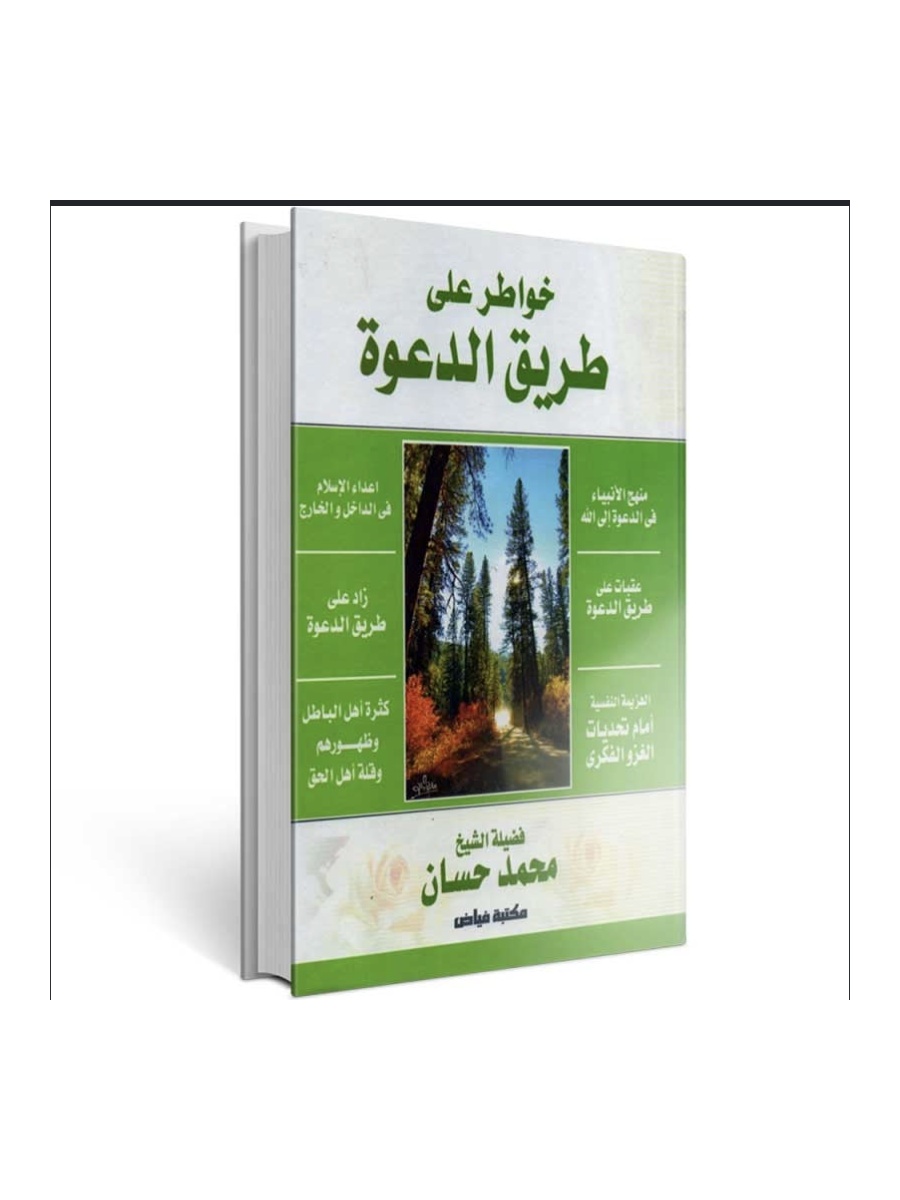 خواطر على
طريق الدعوة
منهج الأنبياء
فى الدعوة إلى الله
عقبات على
طريق الدعوة
الهزيمة النفسية
أمام تحديات
الغزو الفكرى
اعداء الإسلام
فى الداخل والخارج
زاد على
طريق الدعوة
كثرة أهل الباطل
وظهورهم
وقلة أهل الحق
فضيلة الشيخ
محمد حسان
مكتبة فياض